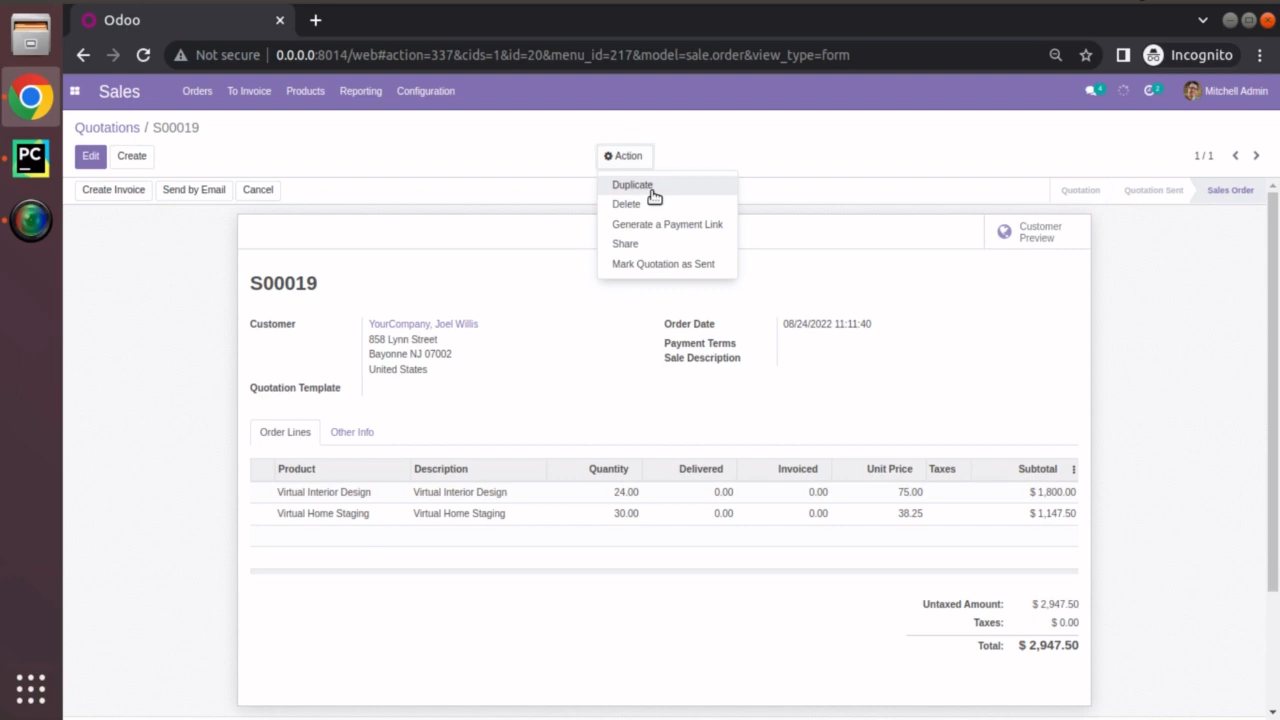 Odoo
Not secure 0.0.0.0:8014/web#action=337&cids=1&id=20&menu_id=217&model=sale.order&view_type=form Incognito
Sales Orders To Invoice Products Reporting Configuration 4 2 Mitchell Admin
Quotations / S00019
Edit Create Action 1 / 1
Create Invoice Send by Email Cancel Quotation Quotation Sent Sales Order
Duplicate
Delete
Generate a Payment Link
Share
Mark Quotation as Sent
Customer
Preview
PC
S00019
Customer YourCompany, Joel Willis Order Date 08/24/2022 11:11:40
858 Lynn Street Payment Terms
Bayonne NJ 07002 Sale Description
United States
Quotation Template
Order Lines Other Info
Product Description Quantity Delivered Invoiced Unit Price Taxes Subtotal
Virtual Interior Design Virtual Interior Design 24.00 0.00 0.00 75.00 $ 1,800.00
Virtual Home Staging Virtual Home Staging 30.00 0.00 0.00 38.25 $ 1,147.50
Untaxed Amount: $ 2,947.50
Taxes: $ 0.00
Total: $ 2,947.50